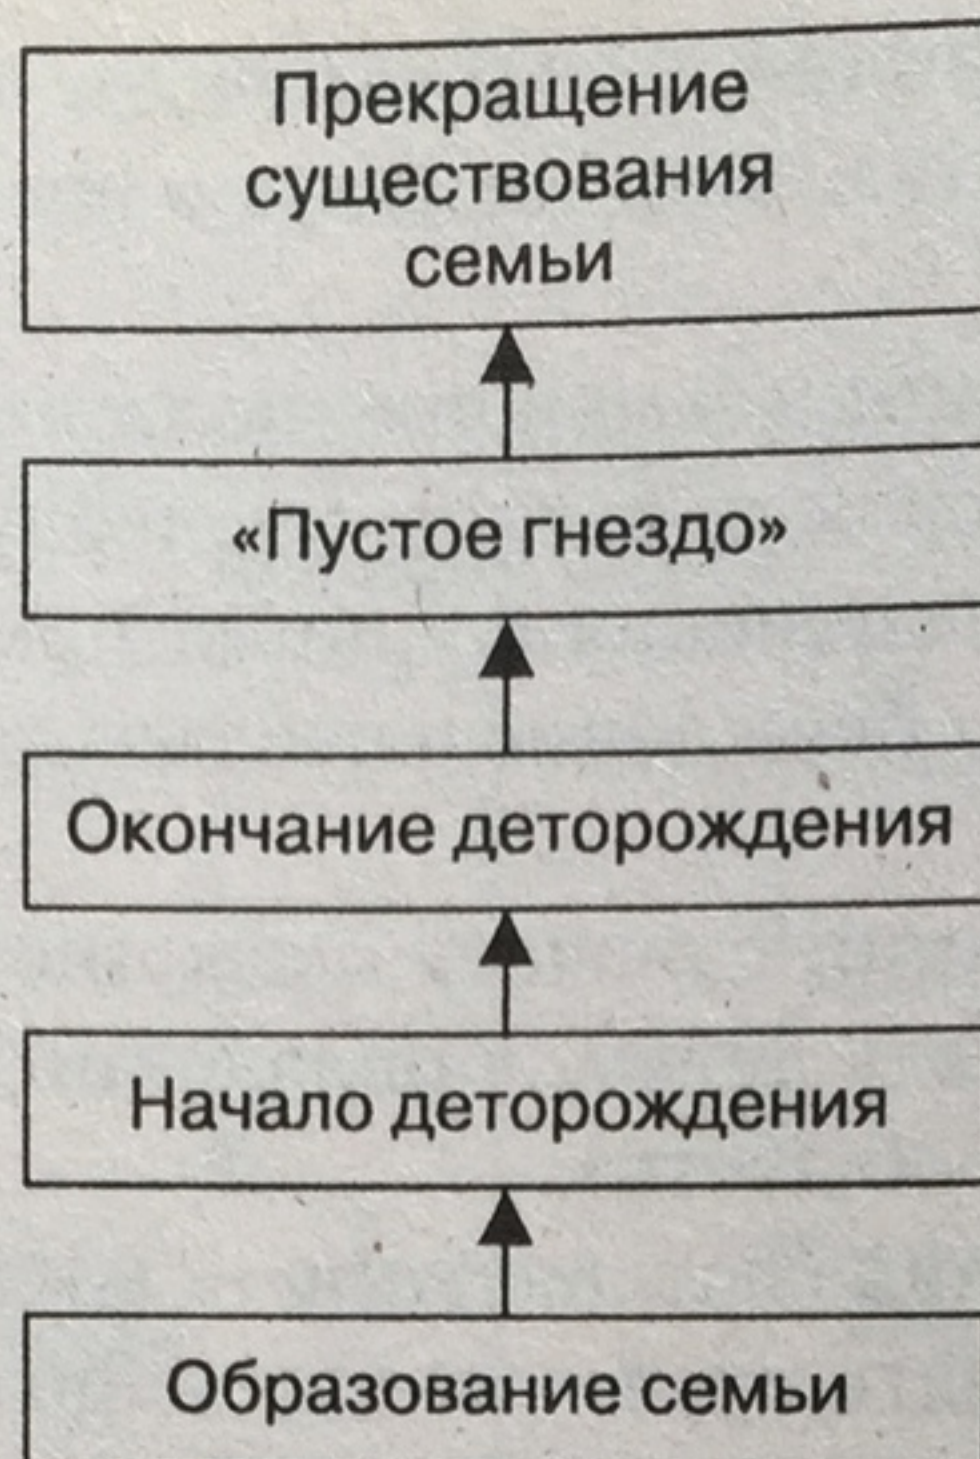 Прекращение
существования
семьи
«Пустое гнездо»
Окончание деторождения
Начало деторождения
Образование семьи